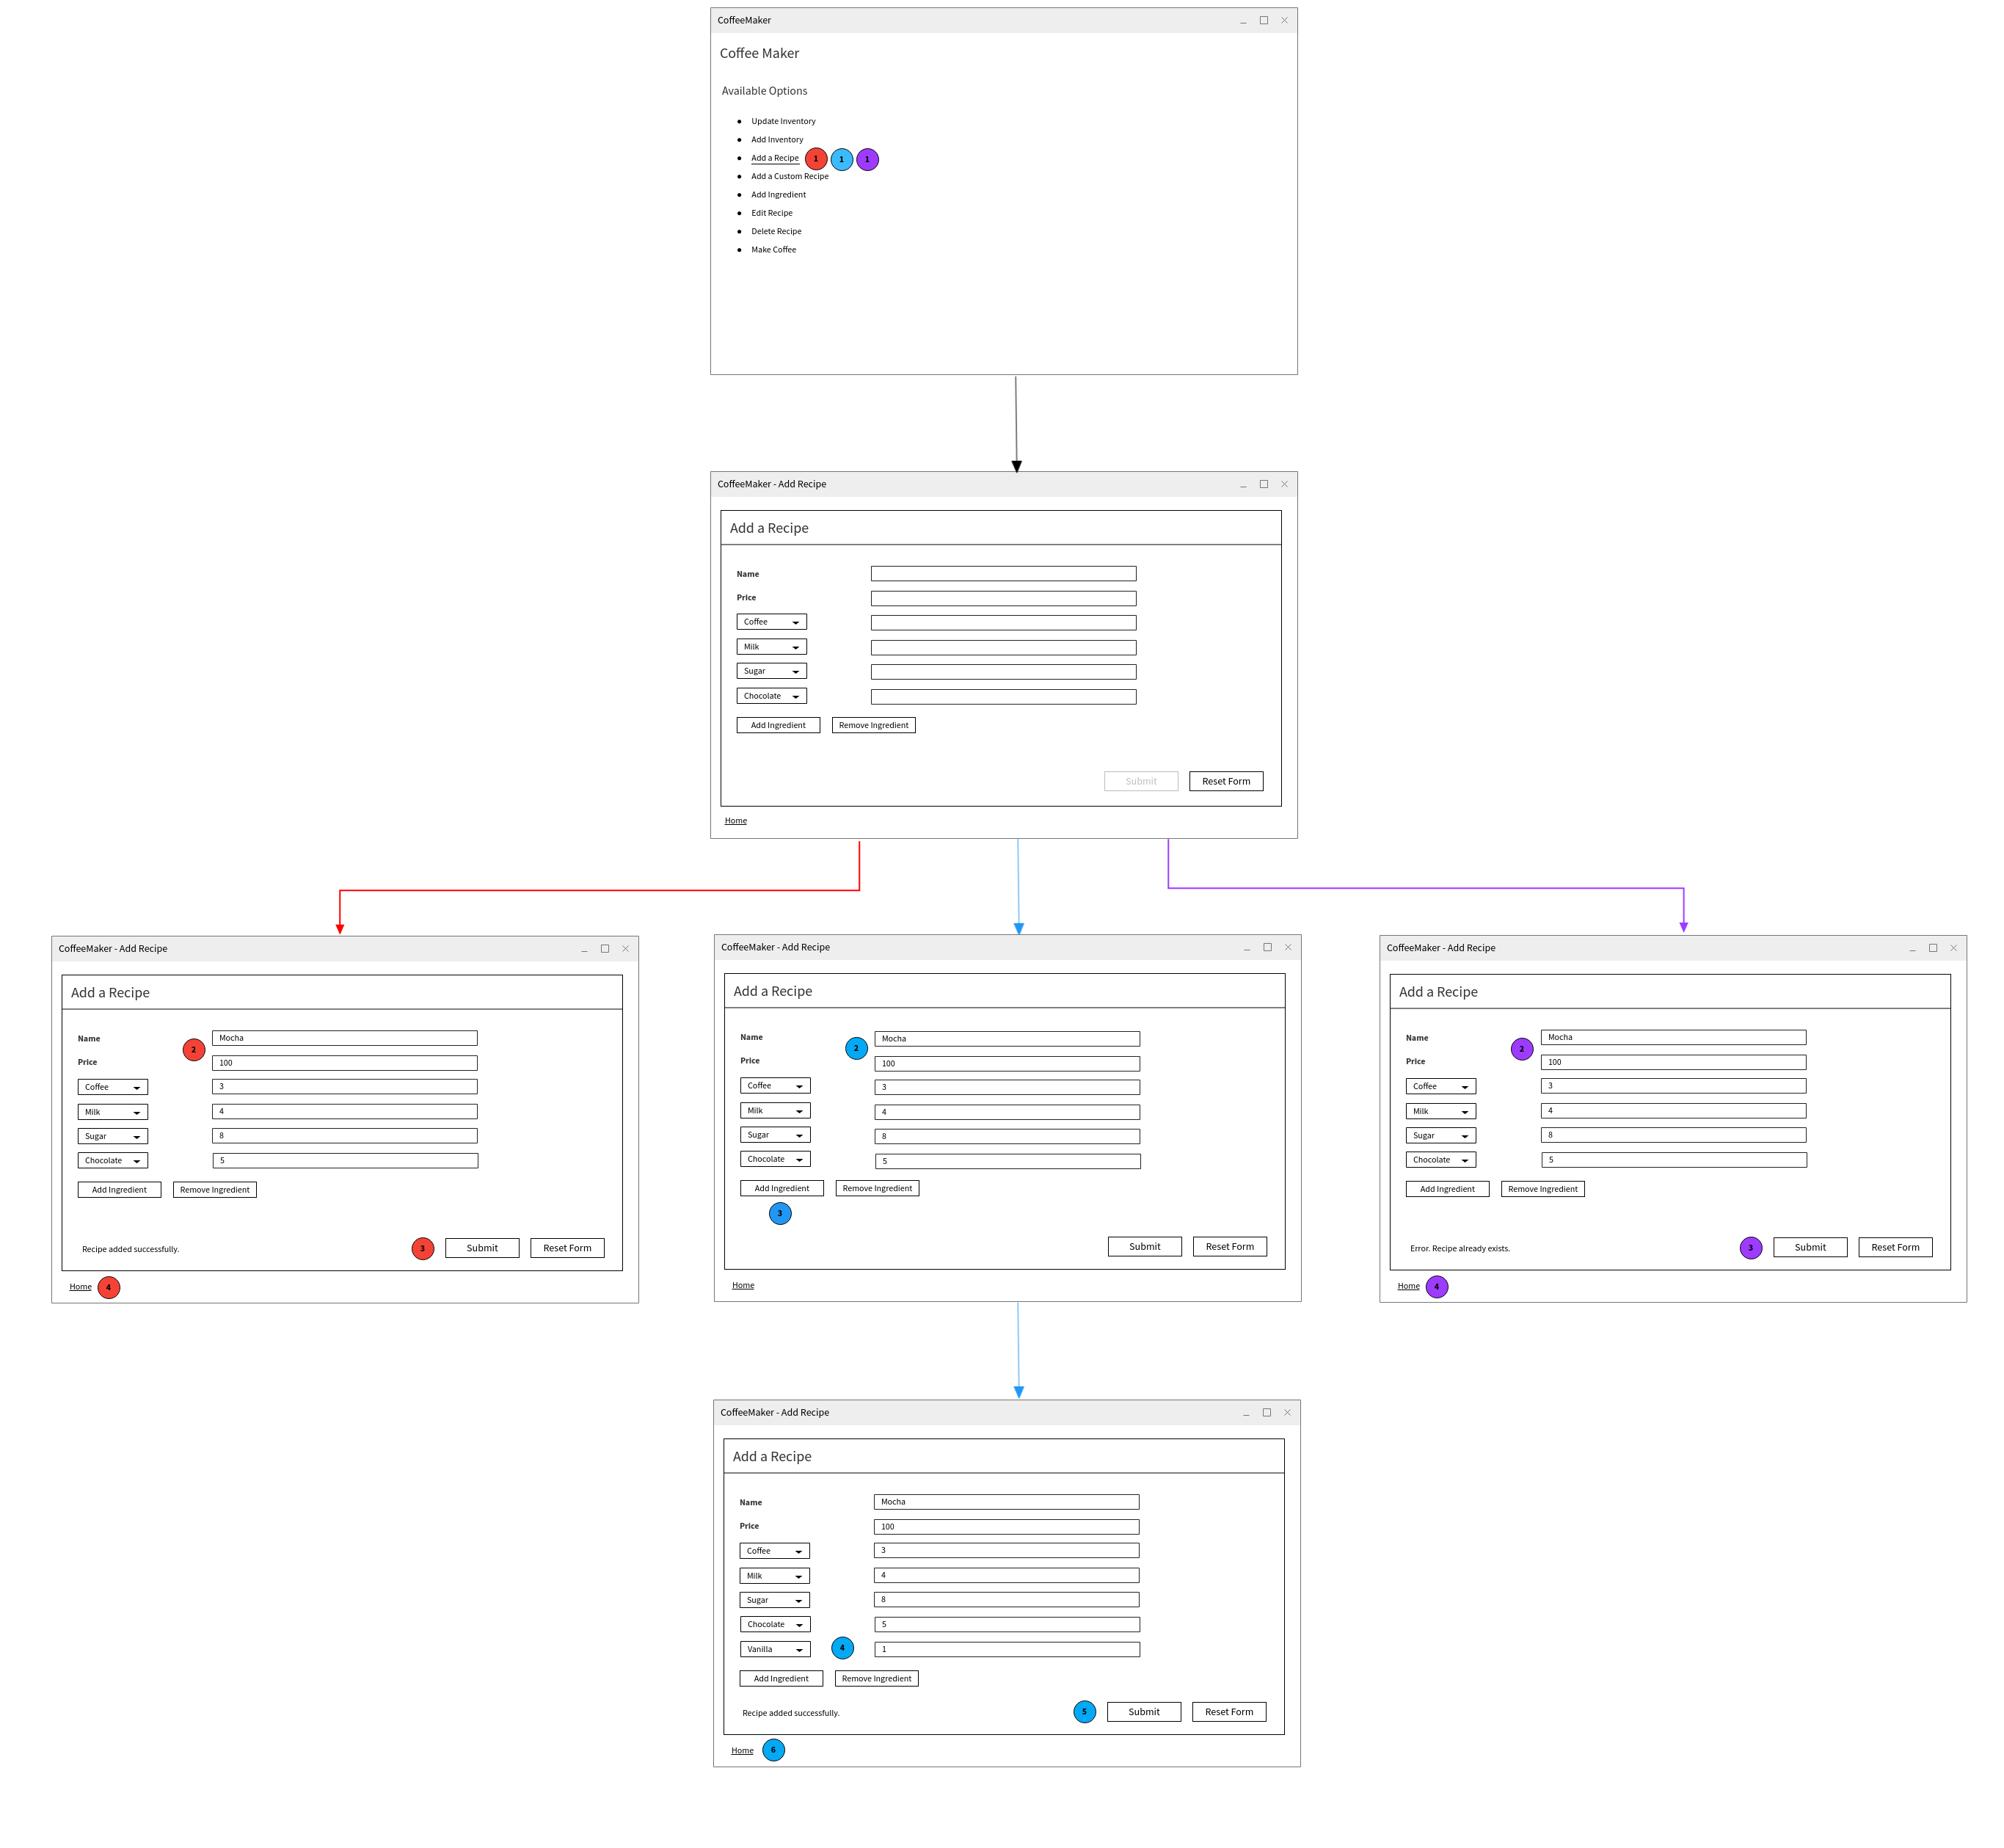 CoffeeMaker
Coffee Maker
Available Options
Update Inventory
Add Inventory
Add a Recipe 1 1 1
Add a Custom Recipe
Add Ingredient
Edit Recipe
Delete Recipe
Make Coffee
CoffeeMaker - Add Recipe
Add a Recipe
Name
Price
Coffee
Milk
Sugar
Chocolate
Add Ingredient Remove Ingredient
Submit Reset Form
Home
CoffeeMaker - Add Recipe
Add a Recipe
Name Mocha
2
Price 100
Coffee 3
Milk 4
Sugar 8
Chocolate 5
Add Ingredient Remove Ingredient
Recipe added successfully. 3 Submit Reset Form
Home 4
CoffeeMaker - Add Recipe
Add a Recipe
Name Mocha
2
Price 100
Coffee 3
Milk 4
Sugar 8
Chocolate 5
Add Ingredient Remove Ingredient
3
Submit Reset Form
Home
CoffeeMaker - Add Recipe
Add a Recipe
Name Mocha
2
Price 100
Coffee 3
Milk 4
Sugar 8
Chocolate 5
Add Ingredient Remove Ingredient
Error. Recipe already exists. 3 Submit Reset Form
Home 4
CoffeeMaker - Add Recipe
Add a Recipe
Name Mocha
Price 100
Coffee 3
Milk 4
Sugar 8
Chocolate 5
Vanilla 4 1
Add Ingredient Remove Ingredient
Recipe added successfully. 5 Submit Reset Form
Home 6